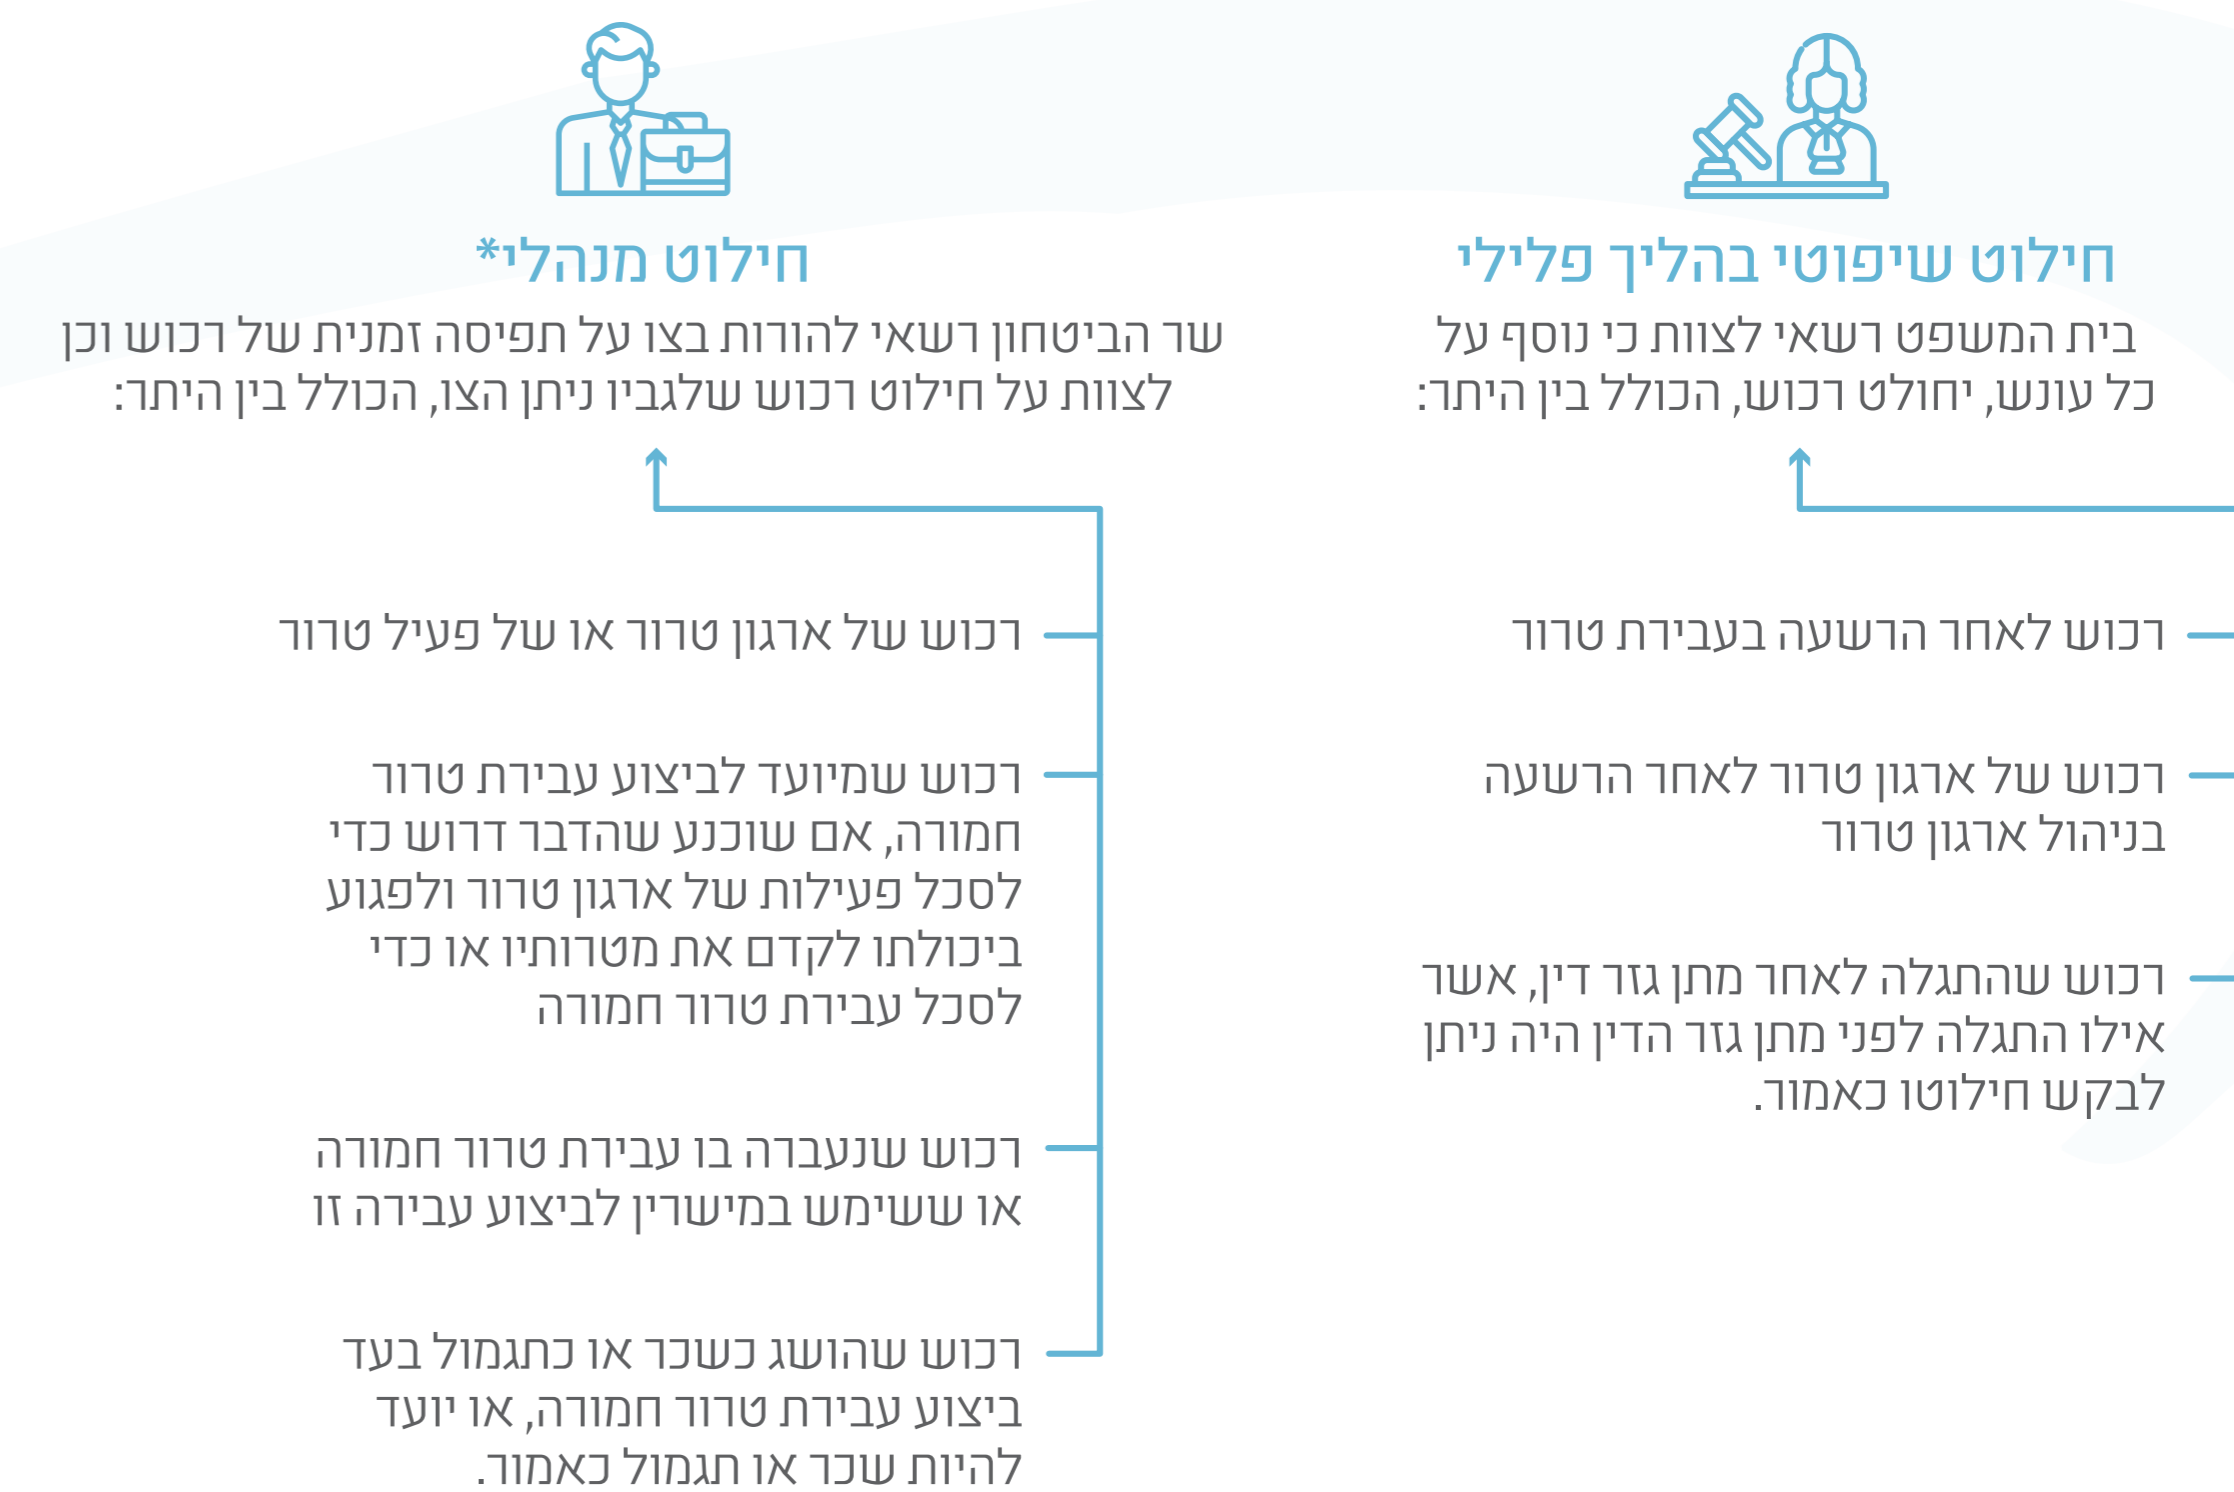 חילוט שיפוטי בהליך פלילי
בית המשפט רשאי לצוות כי נוסף על
כל עונש, יחולט רכוש, הכולל בין היתר:
רכוש לאחר הרשעה בעבירת טרור
רכוש של ארגון טרור לאחר הרשעה
בניהול ארגון טרור
רכוש שהתגלה לאחר מתן גזר דין, אשר
אילו התגלה לפני מתן גזר הדין היה ניתן
לבקש חילוטו כאמור.
חילוט מנהלי*
שר הביטחון רשאי להורות בצו על תפיסה זמנית של רכוש וכן
לצוות על חילוט רכוש שלגביו ניתן הצו, הכולל בין היתר:
רכוש של ארגון טרור או של פעיל טרור
רכוש שמיועד לביצוע עבירת טרור
חמורה, אם שוכנע שהדבר דרוש כדי
לסכל פעילות של ארגון טרור ולפגוע
ביכולתו לקדם את מטרותיו או כדי
לסכל עבירת טרור חמורה
רכוש שנעברה בו עבירת טרור חמורה
או ששימש במישרין לביצוע עבירה זו
רכוש שהושג כשכר או כתגמול בעד
ביצוע עבירת טרור חמורה, או יועד
להיות שכר או תגמול כאמור.